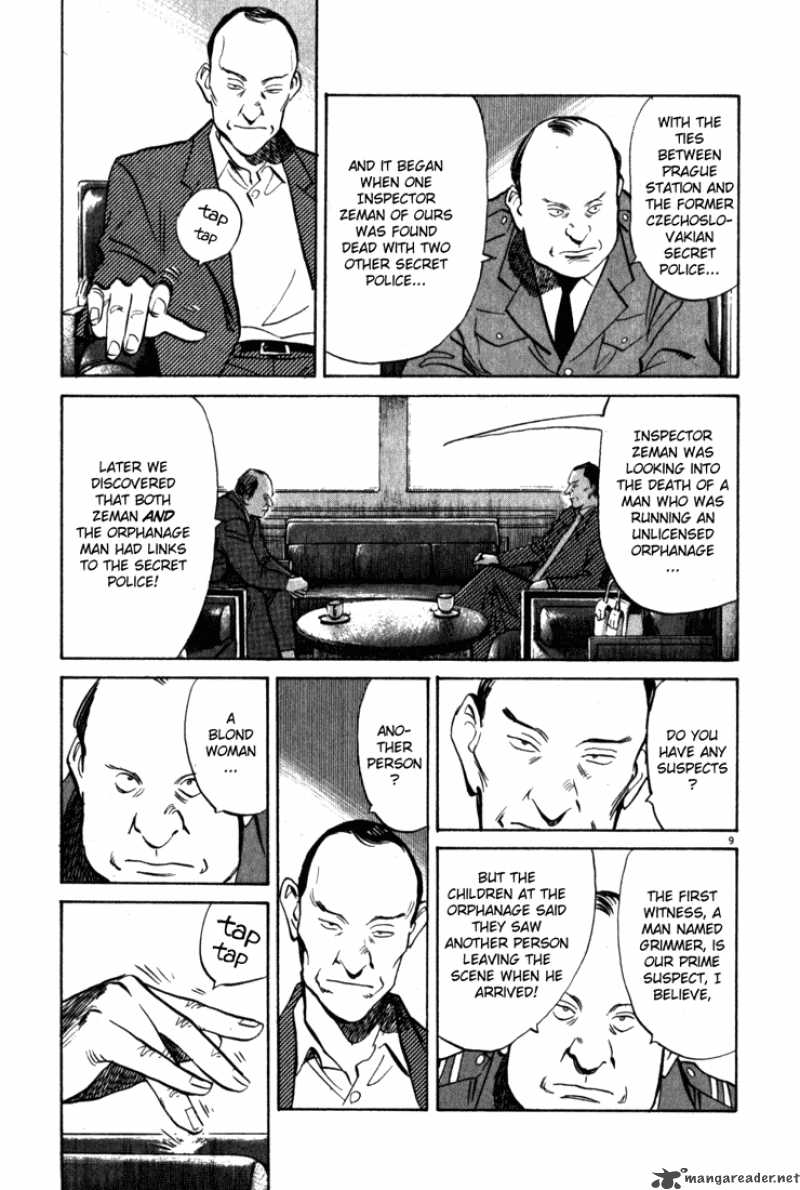 WITH THE
TIES
BETWEEN
PRAGUE
STATION AND
THE FORMER
CZECHOSLO-
VAKIAN
SECRET
POLICE...
AND IT BEGAN
WHEN ONE
INSPECTOR
ZEMAN OF OURS
WAS FOUND
DEAD WITH TWO
OTHER SECRET
POLICE...
tap
tap
INSPECTOR
ZEMAN WAS
LOOKING INTO
THE DEATH OF A
MAN WHO WAS
RUNNING AN
UNLICENSED
ORPHANAGE
...
LATER WE
DISCOVERED
THAT BOTH
ZEMAN AND
THE ORPHANAGE
MAN HAD LINKS
TO THE SECRET
POLICE!
DO YOU
HAVE ANY
SUSPECTS
?
9
THE FIRST
WITNESS, A
MAN NAMED
GRIMMER, IS
OUR PRIME
SUSPECT, I
BELIEVE,
BUT THE
CHILDREN AT THE
ORPHANAGE SAID
THEY SAW
ANOTHER PERSON
LEAVING THE
SCENE WHEN HE
ARRIVED!
ANO-
THER
PERSON
?
A
BLOND
WOMAN
...
tap
tap
mangareader.net